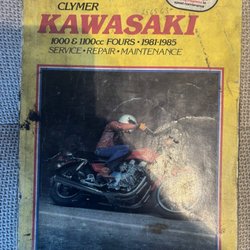 CLYMER
KAWASAKI
1000 & 1100cc FOURS • 1981-1985
SERVICE • REPAIR • MAINTENANCE